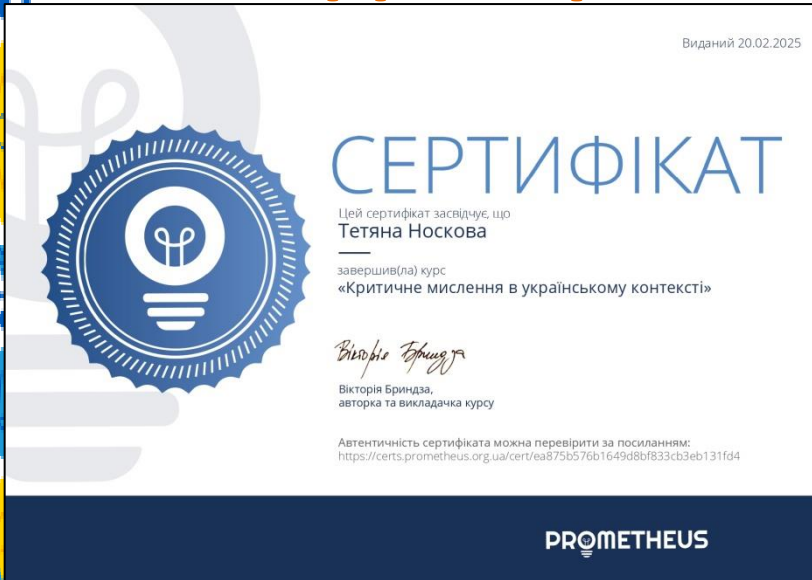 Виданий 20.02.2025
СЕРТИФІКАТ
Цей сертифікат засвідчує, що
Тетяна Носкова
завершив(ла) курс
«Критичне мислення в українському контексті»
Вікторія Бриндза
Вікторія Бриндза,
авторка та викладачка курсу
Автентичність сертифіката можна перевірити за посиланням:
https://certs.prometheus.org.ua/cert/ea875b576b1649d8bf833cb3eb131fd4
PROMETHEUS